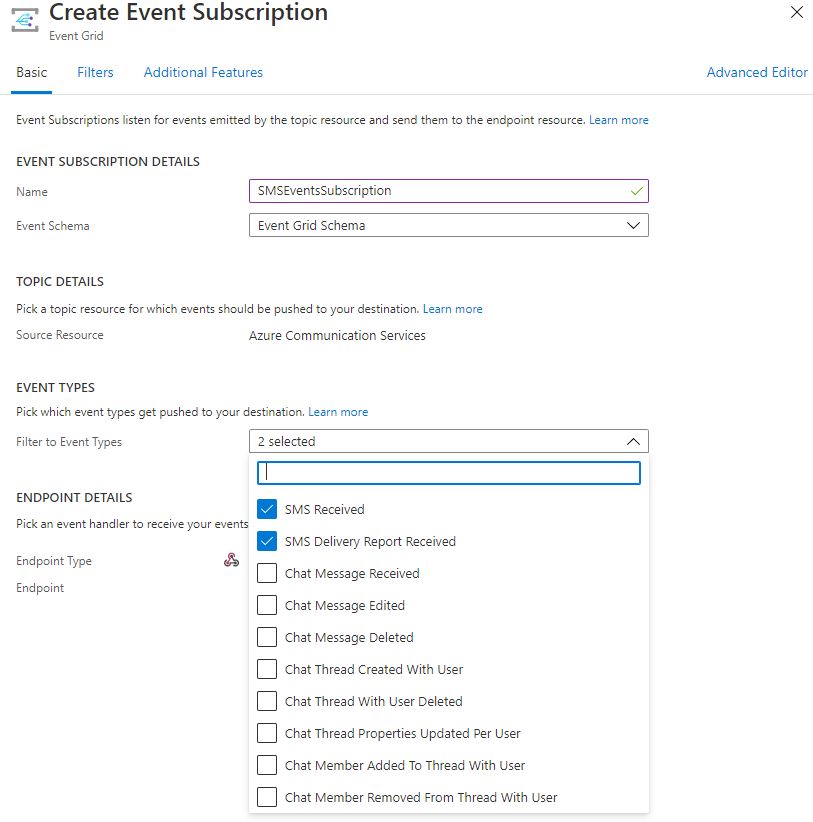 Create Event Subscription
Event Grid
Basic Filters Additional Features Advanced Editor
Event Subscriptions listen for events emitted by the topic resource and send them to the endpoint resource. Learn more
EVENT SUBSCRIPTION DETAILS
Name SMSEventsSubscription
Event Schema Event Grid Schema
TOPIC DETAILS
Pick a topic resource for which events should be pushed to your destination. Learn more
Source Resource Azure Communication Services
EVENT TYPES
Pick which event types get pushed to your destination. Learn more
Filter to Event Types 2 selected
ENDPOINT DETAILS
Pick an event handler to receive your events
Endpoint Type
Endpoint
SMS Received
SMS Delivery Report Received
Chat Message Received
Chat Message Edited
Chat Message Deleted
Chat Thread Created With User
Chat Thread With User Deleted
Chat Thread Properties Updated Per User
Chat Member Added To Thread With User
Chat Member Removed From Thread With User